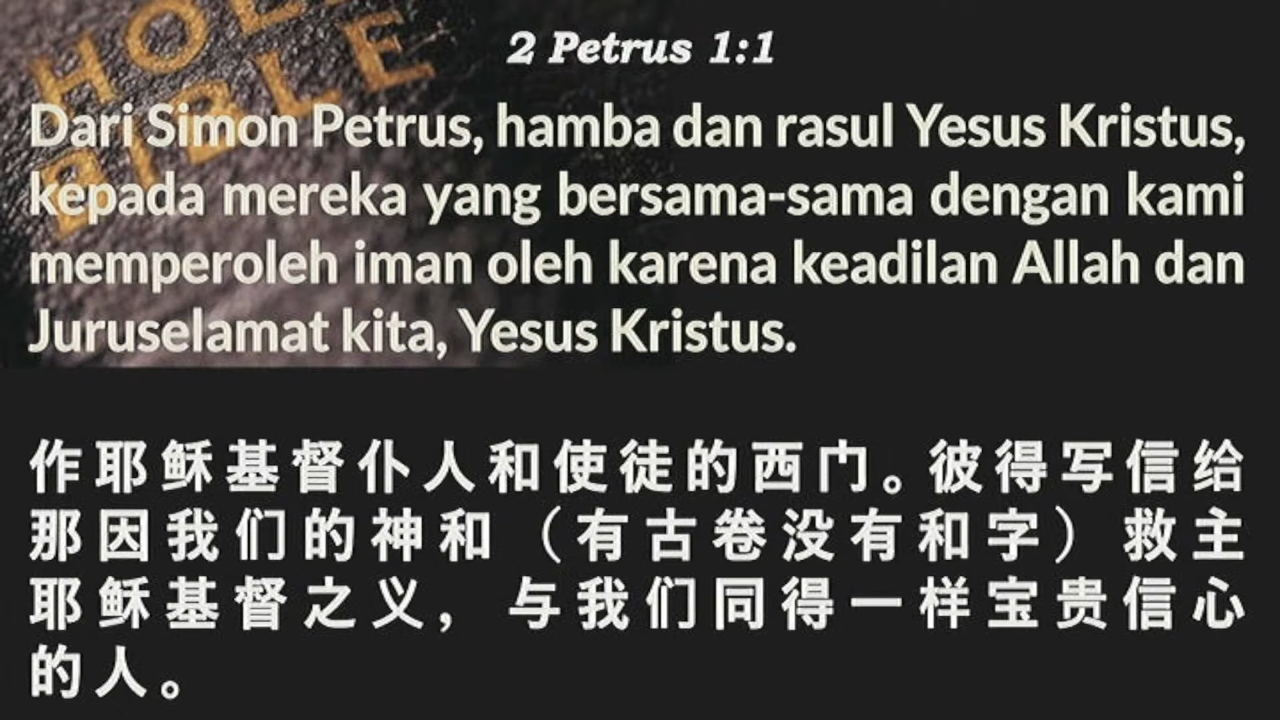 HOLY
BIBLE
2 Petrus 1:1
Dari Simon Petrus, hamba dan rasul Yesus Kristus,
kepada mereka yang bersama-sama dengan kami
memperoleh iman oleh karena keadilan Allah dan
Juruselamat kita, Yesus Kristus.
作耶稣基督仆人和使徒的西门。彼得写信给
那因我们的神和（有古卷没有和字）救主
耶稣基督之义，与我们同得一样宝贵信心
的人。